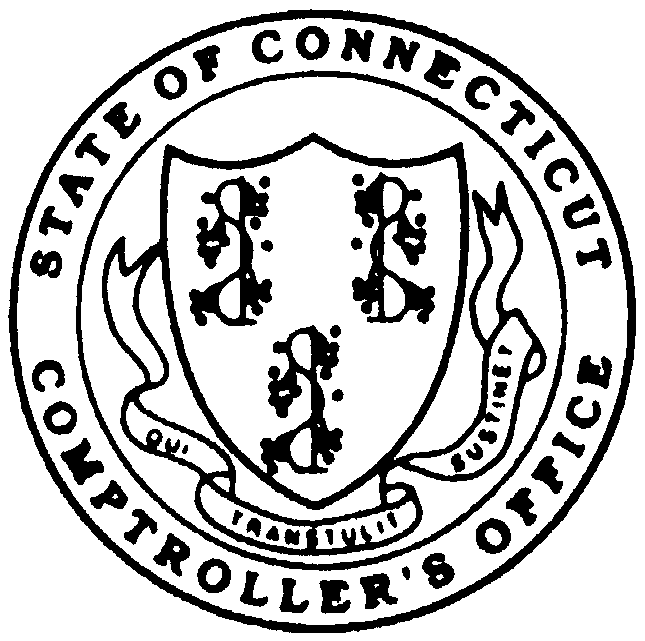 STATE OF CONNECTICUT
COMPTROLLER'S OFFICE
QUI
TRANSTULIT
SUSTINET